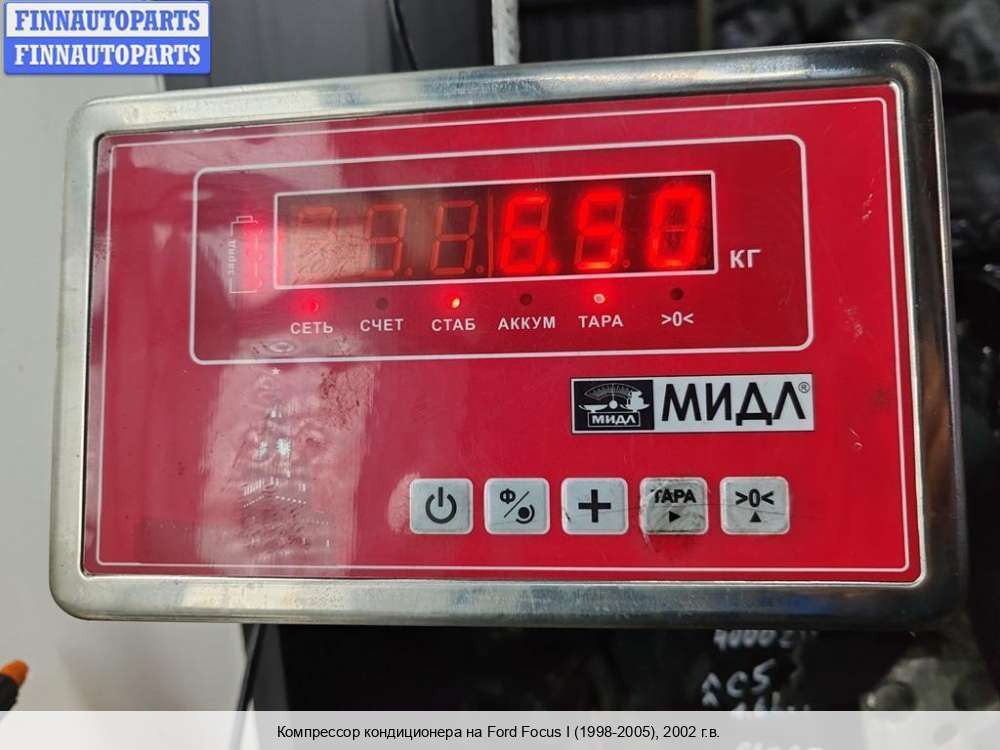 FINNAUTOPARTS
FINNAUTOPARTS
6.50
КГ
заряд
СЕТЬ СЧЕТ СТАБ АККУМ ТАРА >0<
МИДЛ МИДЛ®
Ф ТАРА >0<
Компрессор кондиционера на Ford Focus I (1998-2005), 2002 г.в.